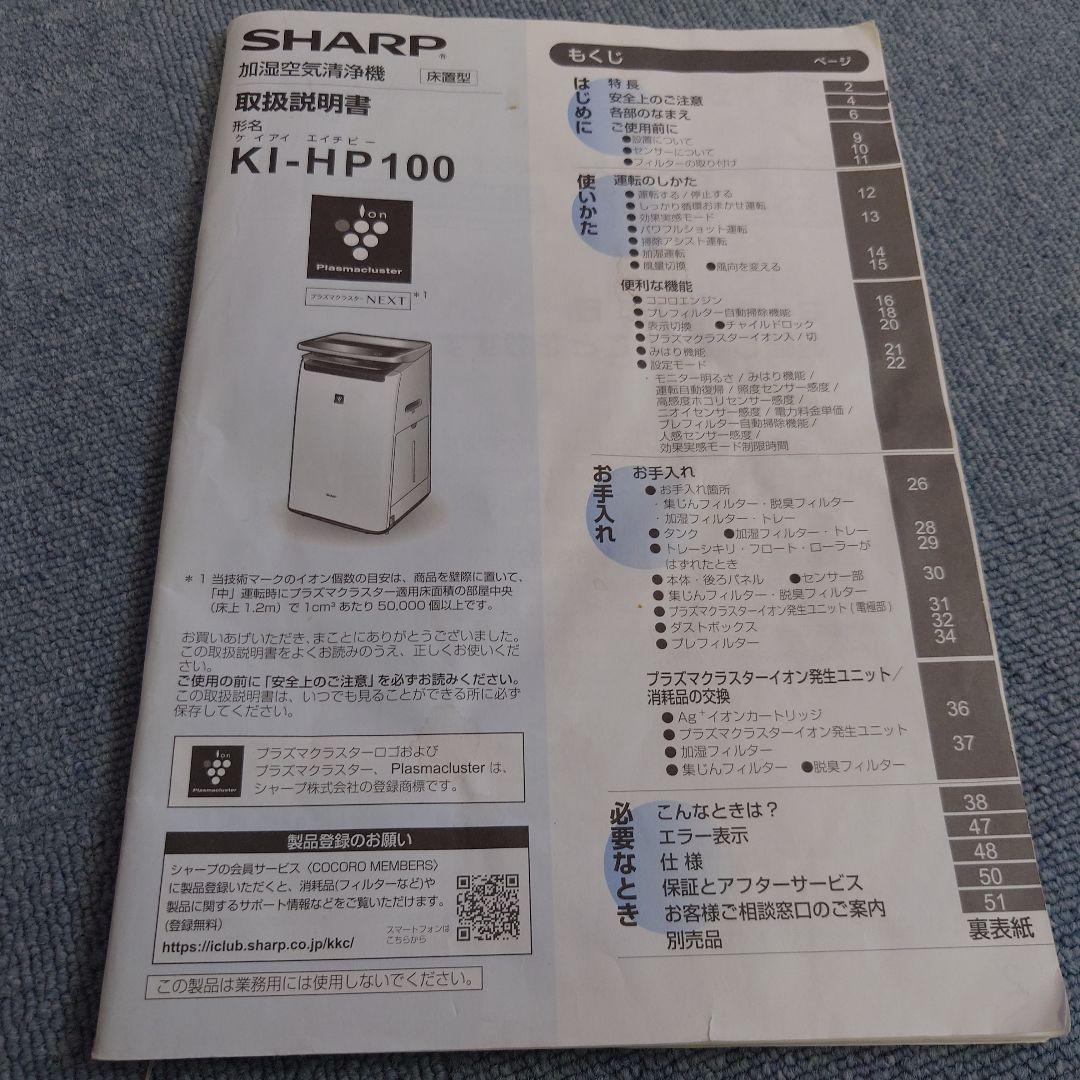 SHARP®
加湿空気清浄機 床置型
取扱説明書
形名
ケイアイ エイチピー
KI-HP100
ion
Plasmacluster
プラズマクラスター NEXT *1
SHARP
*1 当技術マークのイオン個数の目安は、商品を壁際に置いて、
「中」運転時にプラズマクラスター適用床面積の部屋中央
(床上 1.2m) で 1cm³ あたり 50,000 個以上です。
お買いあげいただき、まことにありがとうございました。
この取扱説明書をよくお読みのうえ、正しくお使いくだ
さい。
ご使用の前に「安全上のご注意」を必ずお読みください。
この取扱説明書は、いつでも見ることができる所に必ず
保存してください。
ion
Plasmacluster
プラズマクラスターロゴおよび
プラズマクラスター、 Plasmacluster は、
シャープ株式会社の登録商標です。
製品登録のお願い
シャープの会員サービス〈COCORO MEMBERS〉
に製品登録いただくと、消耗品(フィルターなど)や
製品に関するサポート情報などをご覧いただけます。
(登録無料)
スマートフォンは
こちらから
https://iclub.sharp.co.jp/kkc/
この製品は業務用には使用しないでください。
もくじ ページ
はじめに
特長 2
安全上のご注意 4
各部のなまえ 6
ご使用前に
●設置について 9
●センサーについて 10
●フィルターの取り付け 11
使いかた
運転のしかた
●運転する / 停止する 12
●しっかり循環おまかせ運転
●効果実感モード 13
●パワフルショット運転
●掃除アシスト運転
●加湿運転 14
●風量切換 ●風向を変える 15
便利な機能
●ココロエンジン 16
●プレフィルター自動掃除機能 18
●表示切換 ●チャイルドロック 20
●プラズマクラスターイオン入 / 切
●みはり機能 21
●設定モード 22
・モニター明るさ / みはり機能 /
運転自動復帰 / 照度センサー感度 /
高感度ホコリセンサー感度 /
ニオイセンサー感度 / 電力料金単価 /
プレフィルター自動掃除機能 /
人感センサー感度 /
効果実感モード制限時間
お手入れ
お手入れ
●お手入れ箇所 26
・集じんフィルター・脱臭フィルター
・加湿フィルター・トレー
●タンク ●加湿フィルター・トレー 28
●トレーシキリ・フロート・ローラーが 29
はずれたとき
●本体・後ろパネル ●センサー部 30
●集じんフィルター・脱臭フィルター
●プラズマクラスターイオン発生ユニット(電極部) 31
●ダストボックス 32
●プレフィルター 34
プラズマクラスターイオン発生ユニット/
消耗品の交換
●Ag⁺イオンカートリッジ 36
●プラズマクラスターイオン発生ユニット
●加湿フィルター 37
●集じんフィルター ●脱臭フィルター
必要なとき
こんなときは? 38
エラー表示 47
仕様 48
保証とアフターサービス 50
お客様ご相談窓口のご案内 51
別売品 裏表紙